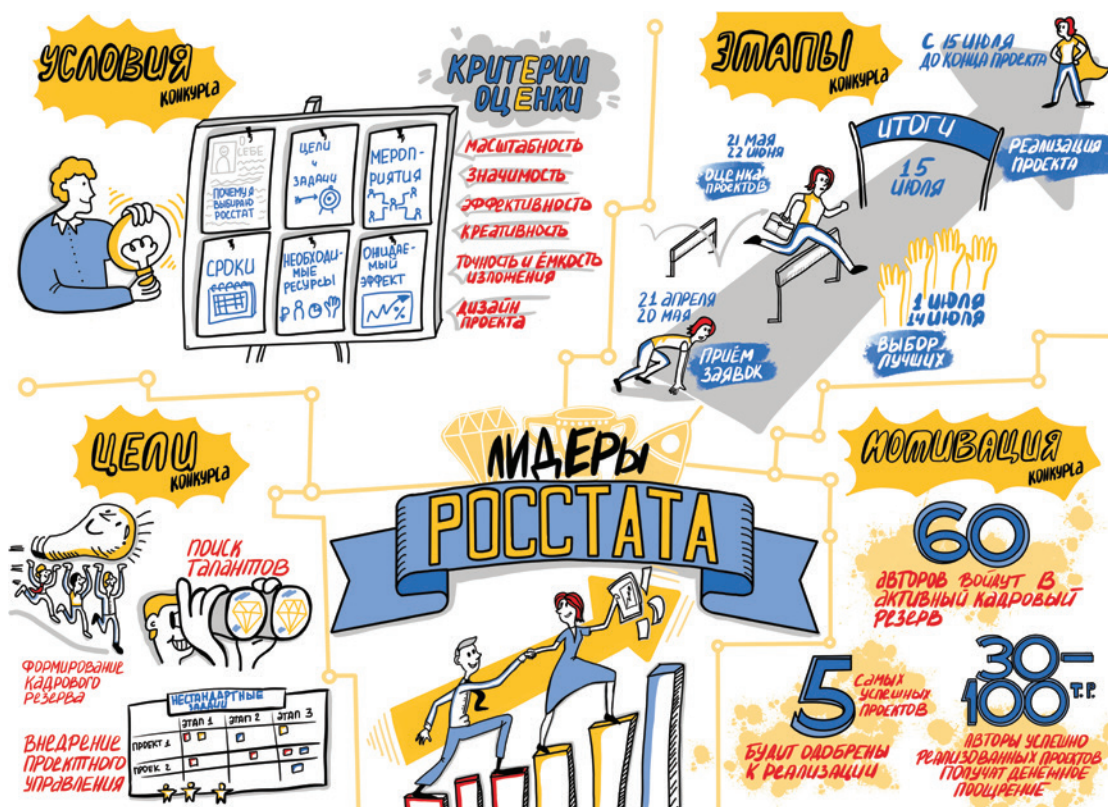 УСЛОВИЯ
КОНКУРСА
КРИТЕРИИ
ОЦЕНКИ
О
СЕБЕ
ПОЧЕМУ Я
ВЫБИРАЮ
РОССТАТ
ЦЕЛИ
И
ЗАДАЧИ
МЕРОП-
РИЯТИЯ
СРОКИ
НЕОБХОДИ-
МЫЕ
РЕСУРСЫ
ОЖИДАЕ-
МЫЙ
ЭФФЕКТ
МАСШТАБНОСТЬ
ЗНАЧИМОСТЬ
ЭФФЕКТИВНОСТЬ
КРЕАТИВНОСТЬ
ТОЧНОСТЬ И ЁМКОСТЬ
ИЗЛОЖЕНИЯ
ДИЗАЙН
ПРОЕКТА
ЭТАПЫ
КОНКУРСА
21 АПРЕЛЯ
20 МАЯ
ПРИЁМ
ЗАЯВОК
21 МАЯ
22 ИЮНЯ
ОЦЕНКА
ПРОЕКТОВ
1 ИЮЛЯ
14 ИЮЛЯ
ВЫБОР
ЛУЧШИХ
ИТОГИ
15
ИЮЛЯ
С 15 ИЮЛЯ
ДО КОНЦА ПРОЕКТА
РЕАЛИЗАЦИЯ
ПРОЕКТА
ЛИДЕРЫ
РОССТАТА
ЦЕЛИ
КОНКУРСА
ПОИСК
ТАЛАНТОВ
ФОРМИРОВАНИЕ
КАДРОВОГО
РЕЗЕРВА
ВНЕДРЕНИЕ
ПРОЕКТНОГО
УПРАВЛЕНИЯ
НЕСТАНДАРТНЫЕ
ЗАДАЧИ
ЭТАП 1 ЭТАП 2 ЭТАП 3
ПРОЕКТ 1
ПРОЕК 2
МОТИВАЦИЯ
КОНКУРСА
60
АВТОРОВ ВОЙДУТ В
АКТИВНЫЙ КАДРОВЫЙ
РЕЗЕРВ
5
САМЫХ
УСПЕШНЫХ
ПРОЕКТОВ
БУДУТ ОДОБРЕНЫ
К РЕАЛИЗАЦИИ
30-
100 Т.Р.
АВТОРЫ УСПЕШНО
РЕАЛИЗОВАННЫХ ПРОЕКТОВ
ПОЛУЧАТ ДЕНЕЖНОЕ
ПООЩРЕНИЕ